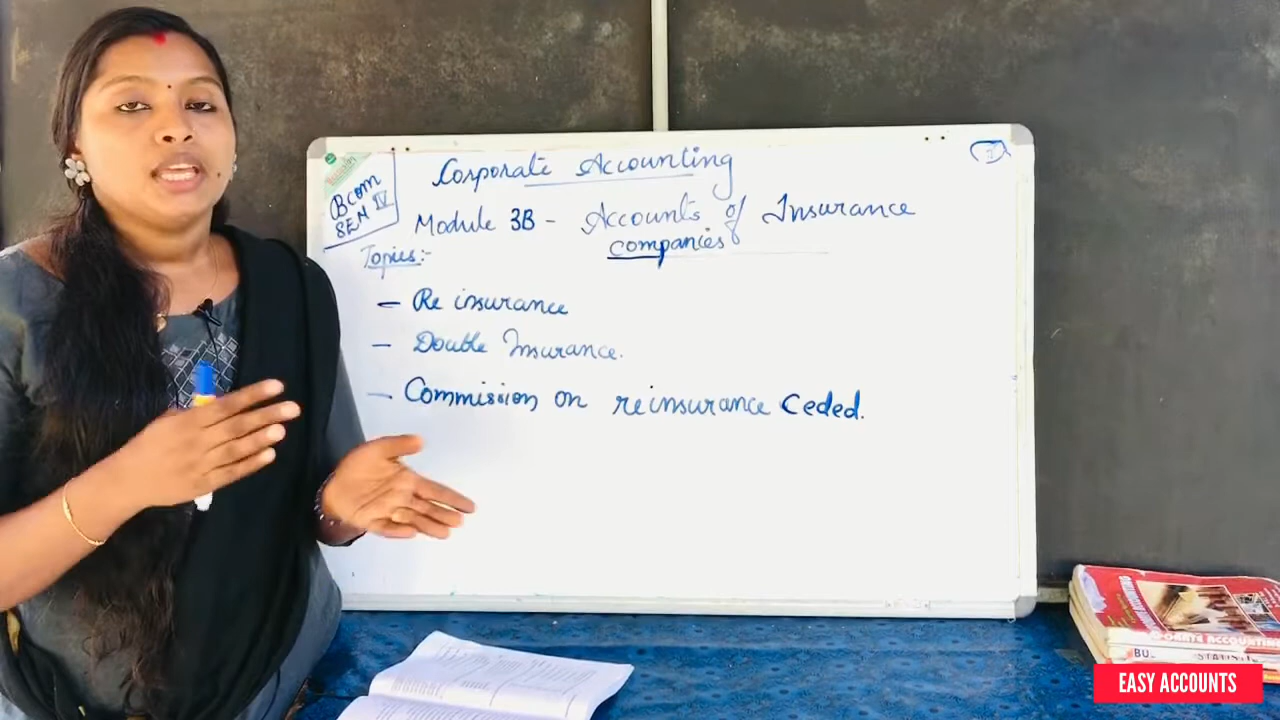 Bcom
SEM IV
Corporate Accounting
Module 3B - Accounts of Insurance
companies
Topics:-
- Re insurance
- Double Insurance.
- Commission on reinsurance Ceded.
EASY ACCOUNTS